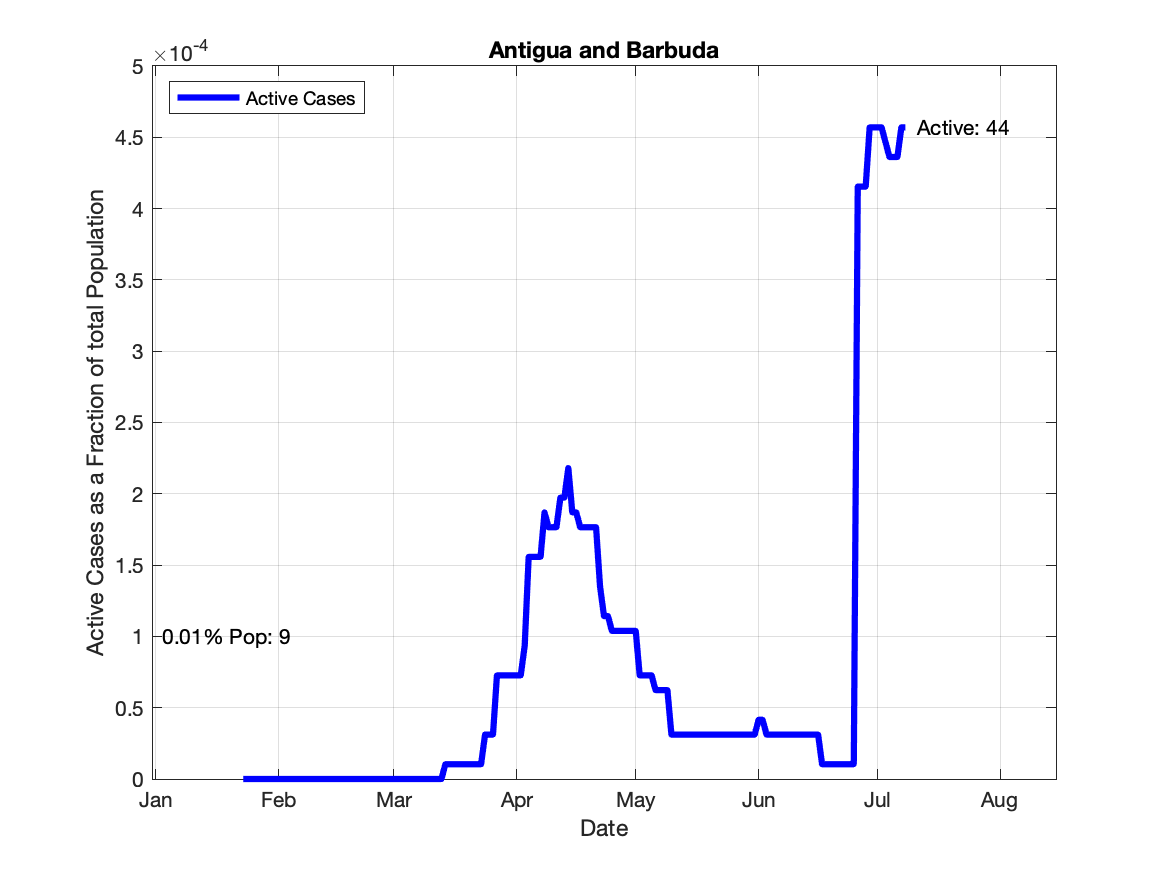 ×10-4
Antigua and Barbuda
5
Active Cases
4.5
Active: 44
4
3.5
3
2.5
2
1.5
1
0.01% Pop: 9
0.5
0
Active Cases as a Fraction of total Population
Jan Feb Mar Apr May Jun Jul Aug
Date